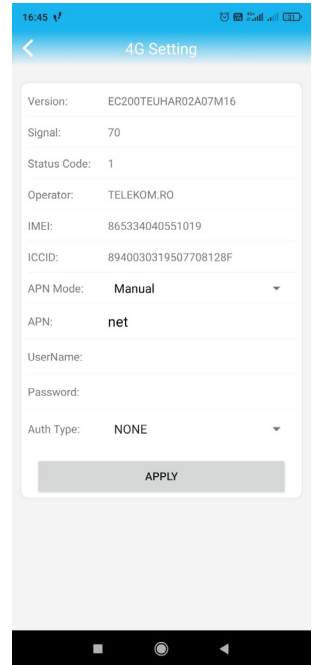 16:45
31
4G Setting
Version: EC200TEUHAR02A07M16
Signal: 70
Status Code: 1
Operator: TELEKOM.RO
IMEI: 865334040551019
ICCID: 8940030319507708128F
APN Mode: Manual
APN: net
UserName:
Password:
Auth Type: NONE
APPLY